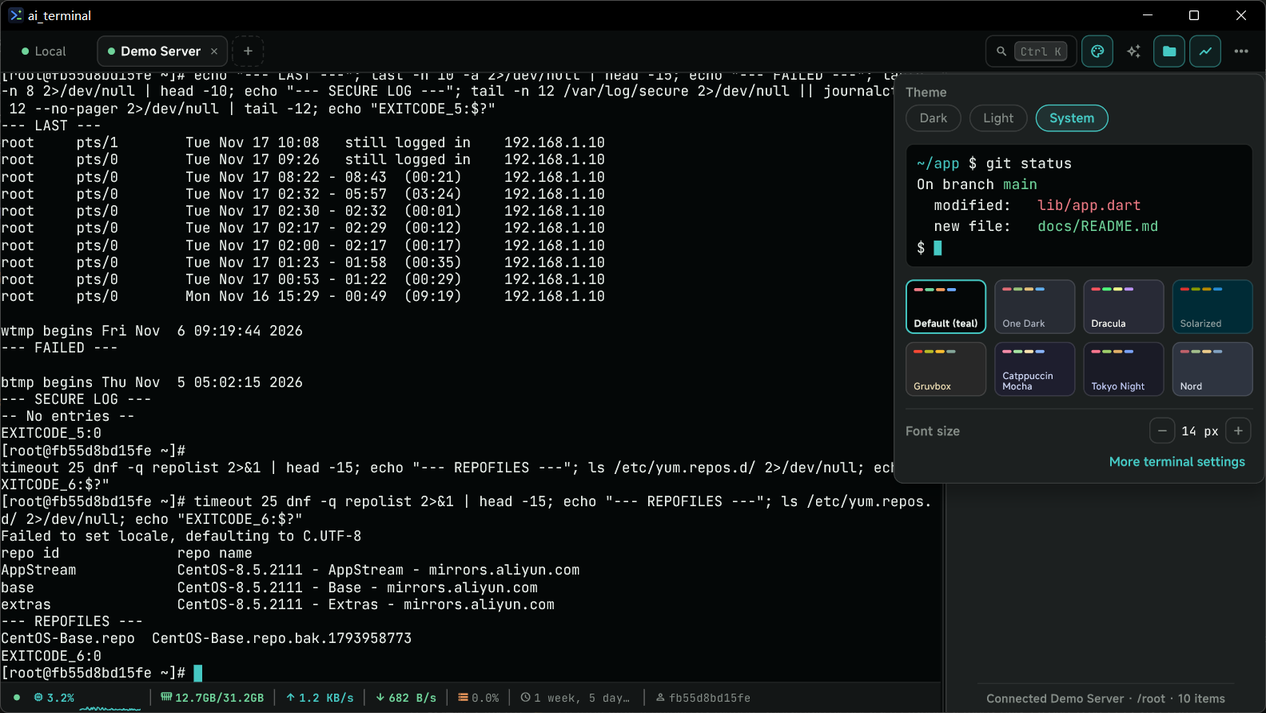 ai_terminal
Local
Demo Server ×
+
Ctrl K
[root@fb55d8bd15fe ~]# echo "--- LAST ---"; last -n 10 -a 2>/dev/null | head -15; echo "--- FAILED ---";
-n 8 2>/dev/null | head -10; echo "--- SECURE LOG ---"; tail -n 12 /var/log/secure 2>/dev/null ||
12 --no-pager 2>/dev/null | tail -12; echo "EXITCODE_5:$?"
--- LAST ---
root pts/1 Tue Nov 17 10:08 still logged in 192.168.1.10
root pts/0 Tue Nov 17 09:26 still logged in 192.168.1.10
root pts/0 Tue Nov 17 08:22 - 08:43 (00:21) 192.168.1.10
root pts/0 Tue Nov 17 02:32 - 05:57 (03:24) 192.168.1.10
root pts/0 Tue Nov 17 02:30 - 02:32 (00:01) 192.168.1.10
root pts/0 Tue Nov 17 02:17 - 02:29 (00:12) 192.168.1.10
root pts/0 Tue Nov 17 02:00 - 02:17 (00:17) 192.168.1.10
root pts/0 Tue Nov 17 01:23 - 01:58 (00:35) 192.168.1.10
root pts/0 Tue Nov 17 00:53 - 01:22 (00:29) 192.168.1.10
root pts/0 Mon Nov 16 15:29 - 00:49 (09:19) 192.168.1.10
wtmp begins Fri Nov 6 09:19:44 2026
--- FAILED ---
btmp begins Thu Nov 5 05:02:15 2026
--- SECURE LOG ---
-- No entries --
EXITCODE_5:0
[root@fb55d8bd15fe ~]#
timeout 25 dnf -q repolist 2>&1 | head -15; echo "--- REPOFILES ---"; ls /etc/yum.repos.d/ 2>/dev/null;
XITCODE_6:$?"
[root@fb55d8bd15fe ~]# timeout 25 dnf -q repolist 2>&1 | head -15; echo "--- REPOFILES ---"; ls /etc/yum.repos.
d/ 2>/dev/null; echo "EXITCODE_6:$?"
Failed to set locale, defaulting to C.UTF-8
repo id repo name
AppStream CentOS-8.5.2111 - AppStream - mirrors.aliyun.com
base CentOS-8.5.2111 - Base - mirrors.aliyun.com
extras CentOS-8.5.2111 - Extras - mirrors.aliyun.com
--- REPOFILES ---
CentOS-Base.repo CentOS-Base.repo.bak.1793958773
EXITCODE_6:0
[root@fb55d8bd15fe ~]#
Theme
Dark
Light
System
~/app $ git status
On branch main
modified: lib/app.dart
new file: docs/README.md
$
Default (teal)
One Dark
Dracula
Solarized
Gruvbox
Catppuccin
Mocha
Tokyo Night
Nord
Font size
− 14 px +
More terminal settings
3.2%
12.7GB/31.2GB
1.2 KB/s
682 B/s
0.0%
1 week, 5 day…
fb55d8bd15fe
Connected Demo Server · /root · 10 items